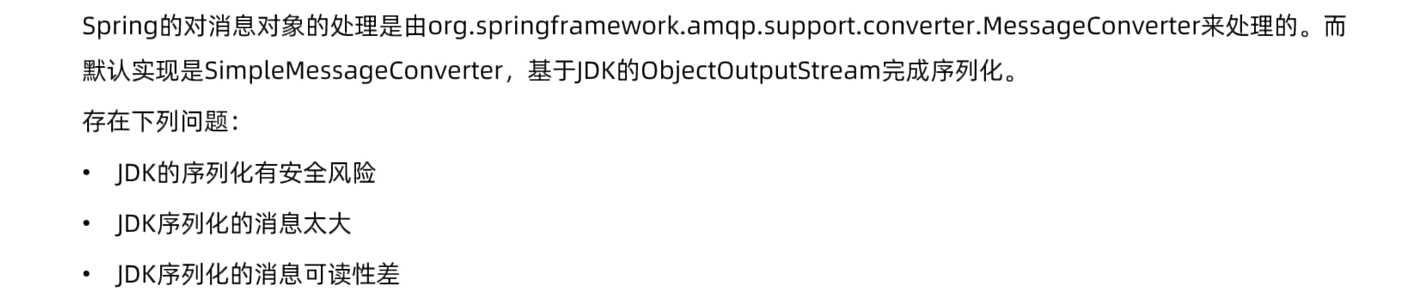 Spring的对消息对象的处理是由org.springframework.amqp.support.converter.MessageConverter来处理的。而
默认实现是SimpleMessageConverter，基于JDK的ObjectOutputStream完成序列化。
存在下列问题：
• JDK的序列化有安全风险
• JDK序列化的消息太大
• JDK序列化的消息可读性差